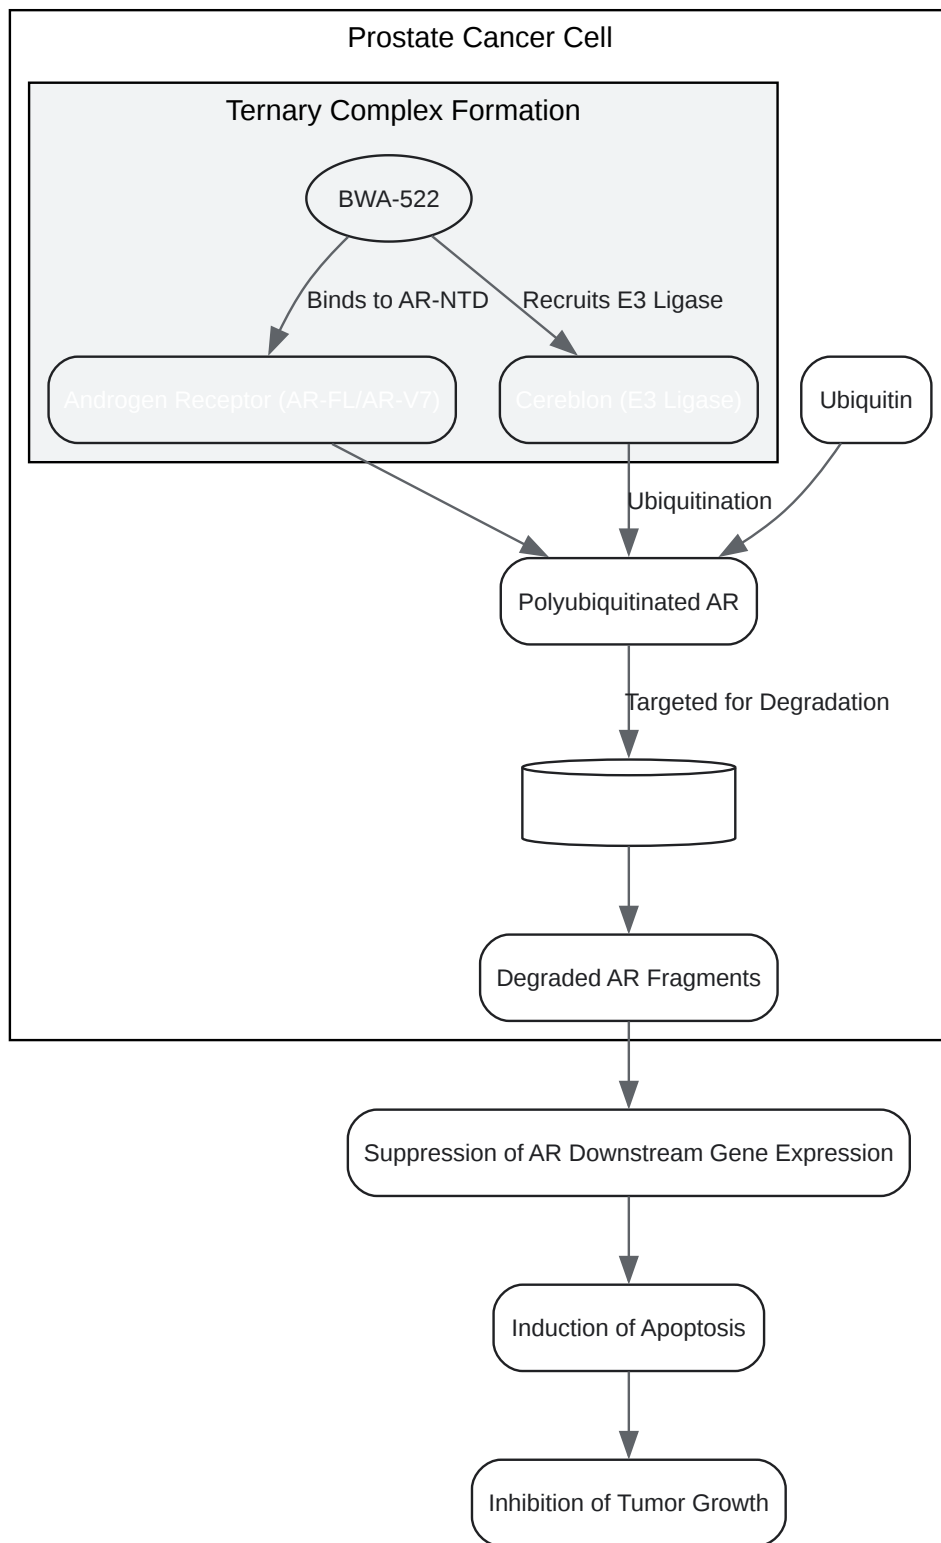 Prostate Cancer Cell
Ternary Complex Formation
BWA-522
Binds to AR-NTD
Recruits E3 Ligase
Androgen Receptor (AR-FL/AR-V7)
Cereblon (E3 Ligase)
Ubiquitin
Ubiquitination
Polyubiquitinated AR
Targeted for Degradation
Degraded AR Fragments
Suppression of AR Downstream Gene Expression
Induction of Apoptosis
Inhibition of Tumor Growth